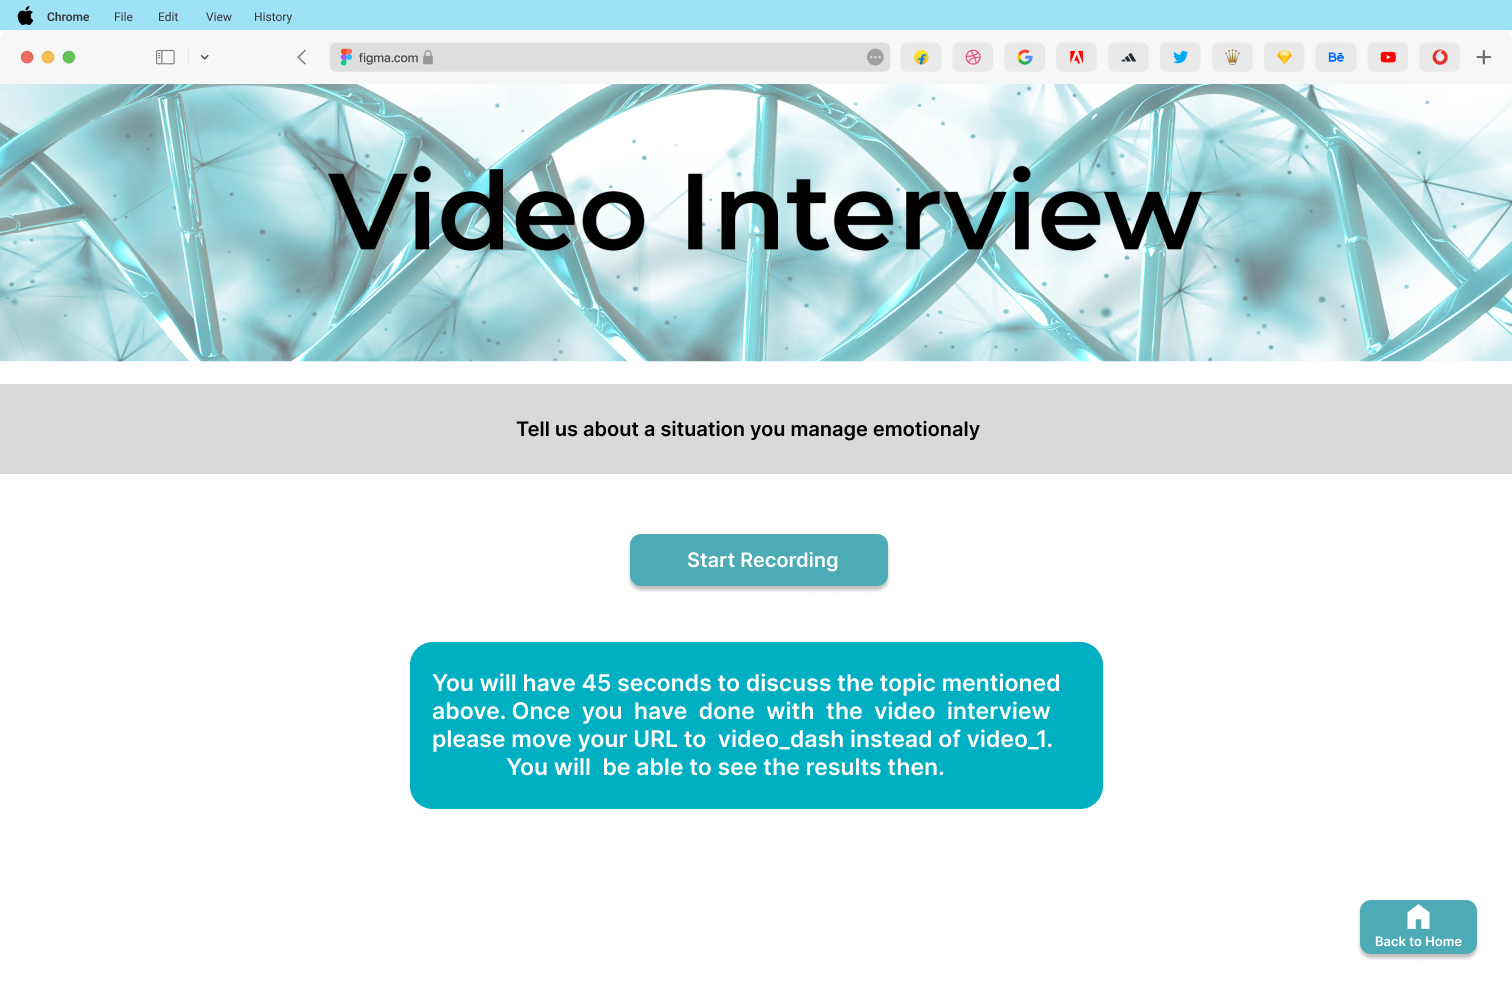 Chrome File Edit View History
figma.com
Bē
Video Interview
Tell us about a situation you manage emotionaly
Start Recording
You will have 45 seconds to discuss the topic mentioned
above. Once you have done with the video interview
please move your URL to video_dash instead of video_1.
You will be able to see the results then.
Back to Home